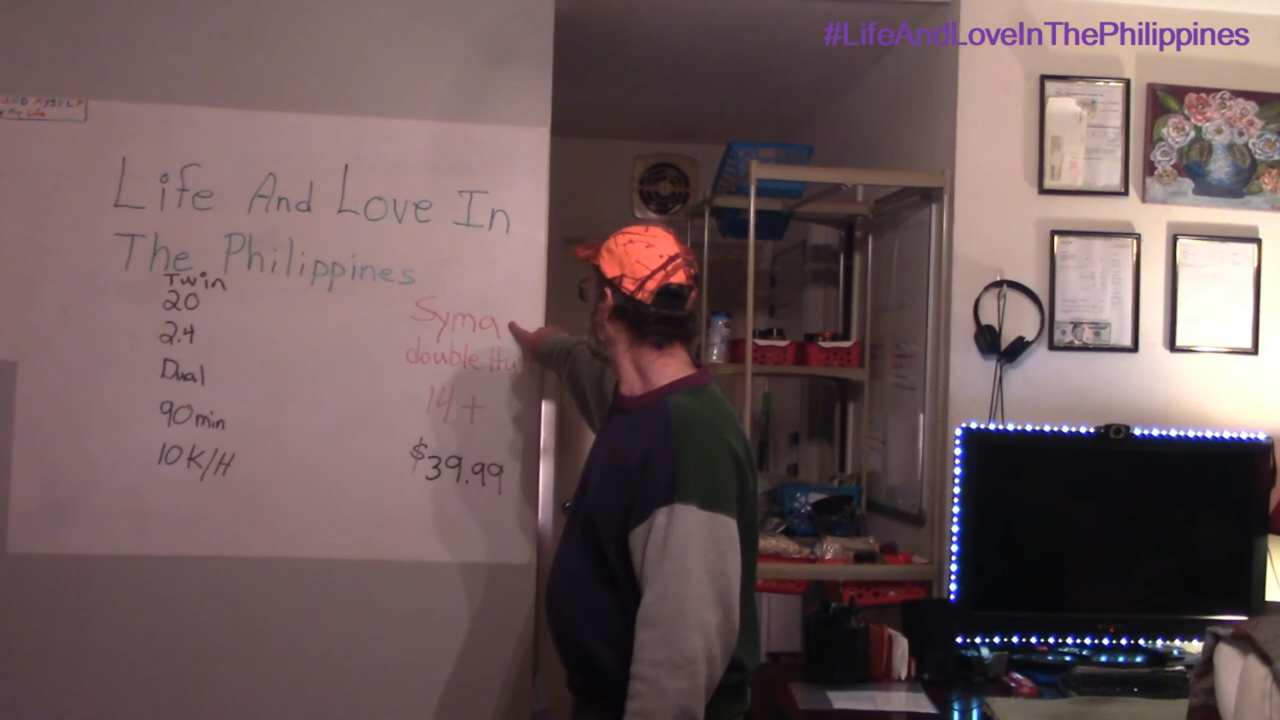 #LifeAndLoveInThePhilippines
Life And Love In
The Philippines
Twin
20
2.4
Dual
90min
10K/H
Syma
double
14+
$39.99